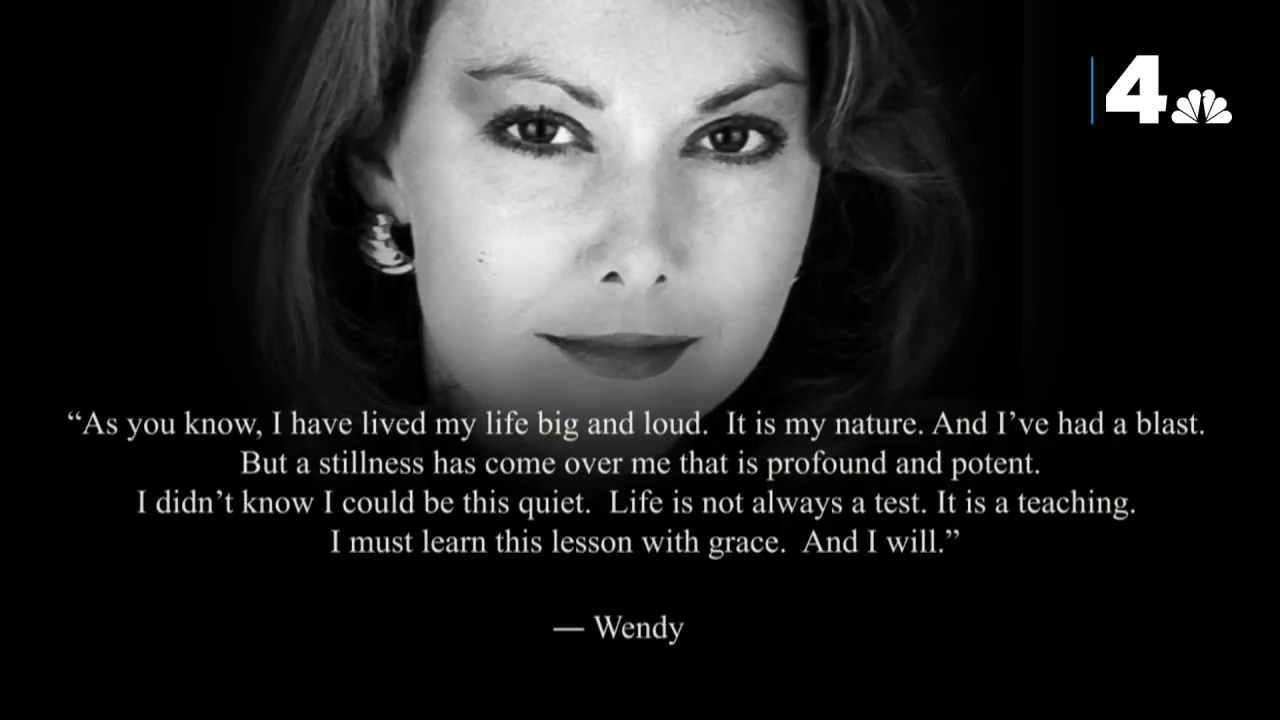 4
“As you know, I have lived my life big and loud.  It is my nature. And I’ve had a blast.
But a stillness has come over me that is profound and potent.
I didn’t know I could be this quiet.  Life is not always a test. It is a teaching.
I must learn this lesson with grace.  And I will.”
— Wendy